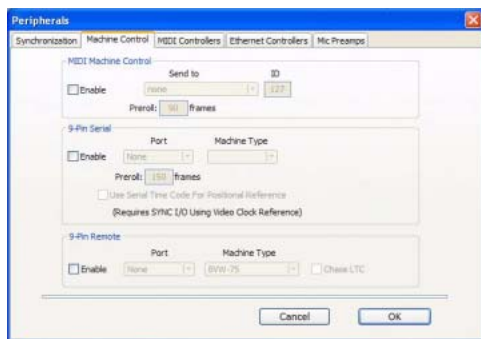 Peripherals
Synchronization Machine Control MIDI Controllers Ethernet Controllers Mic Preamps
MIDI Machine Control
Send to ID
Enable none 127
Preroll: 90 frames
9-Pin Serial
Port Machine Type
Enable None
Preroll: 150 frames
Use Serial Time Code For Positional Reference
(Requires SYNC I/O Using Video Clock Reference)
9-Pin Remote
Port Machine Type
Enable None BVW-75 Chase LTC
Cancel OK